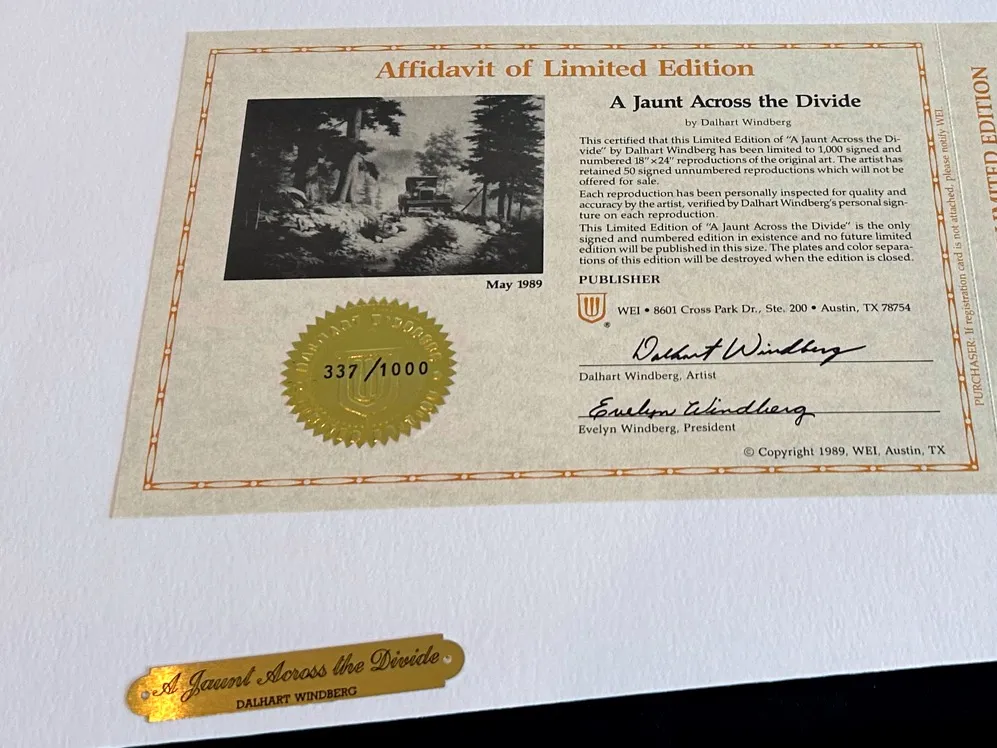 Affidavit of Limited Edition
A Jaunt Across the Divide
by Dalhart Windberg
This certified that this Limited Edition of “A Jaunt Across the Di-
vide” by Dalhart Windberg has been limited to 1,000 signed and
numbered 18”×24” reproductions of the original art. The artist has
retained 50 signed unnumbered reproductions which will not be
offered for sale.
Each reproduction has been personally inspected for quality and
accuracy by the artist, verified by Dalhart Windberg's personal sign-
ture on each reproduction.
This Limited Edition of “A Jaunt Across the Divide” is the only
signed and numbered edition in existence and no future limited
edition will be published in this size. The plates and color separa-
tions of this edition will be destroyed when the edition is closed.
May 1989
PUBLISHER
WEI • 8601 Cross Park Dr., Ste. 200 • Austin, TX 78754
®
337/1000
Dalhart Windberg
Dalhart Windberg, Artist
Evelyn Windberg
Evelyn Windberg, President
© Copyright 1989, WEI, Austin, TX
PURCHASER: If registration card is not attached, please notify WEI
LIMITED EDITION
A Jaunt Across the Divide
DALHART WINDBERG